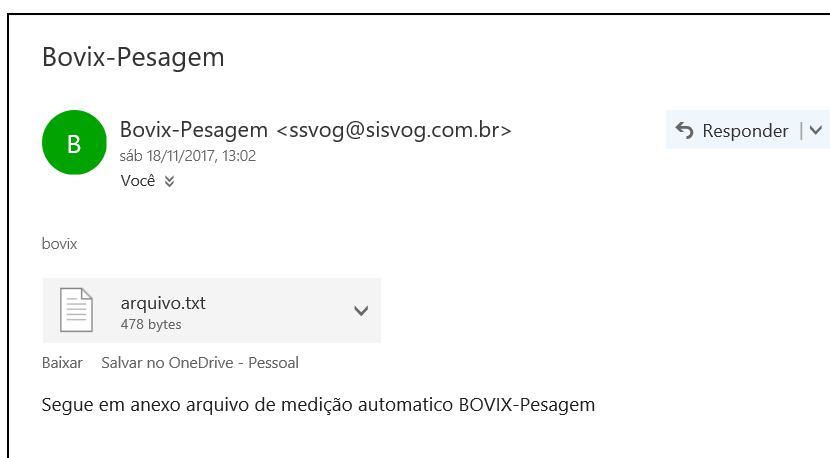 Bovix-Pesagem
B
Bovix-Pesagem <ssvog@sisvog.com.br>
Responder
sáb 18/11/2017, 13:02
Você
bovix
arquivo.txt
478 bytes
Baixar Salvar no OneDrive - Pessoal
Segue em anexo arquivo de medição automatico BOVIX-Pesagem